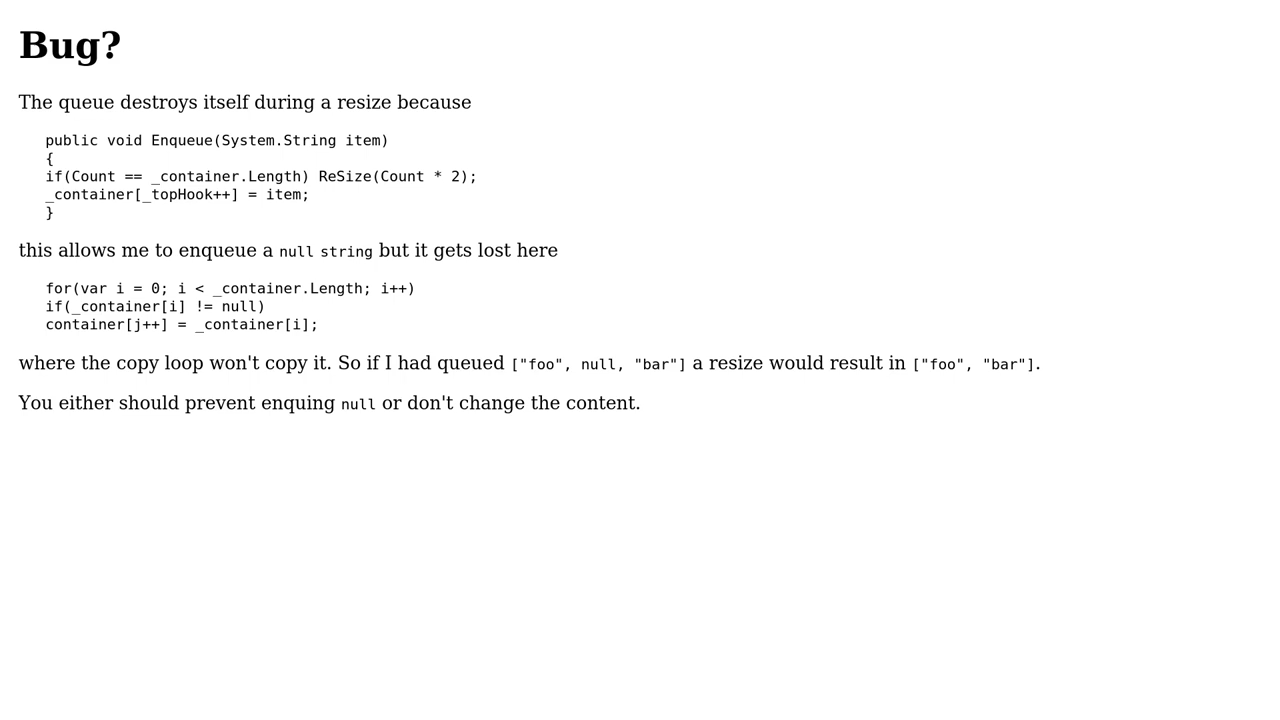 Bug?
The queue destroys itself during a resize because
public void Enqueue(System.String item)
{
if(Count == _container.Length) ReSize(Count * 2);
_container[_topHook++] = item;
}
this allows me to enqueue a null string but it gets lost here
for(var i = 0; i < _container.Length; i++)
if(_container[i] != null)
container[j++] = _container[i];
where the copy loop won't copy it. So if I had queued ["foo", null, "bar"] a resize would result in ["foo", "bar"].
You either should prevent enquing null or don't change the content.